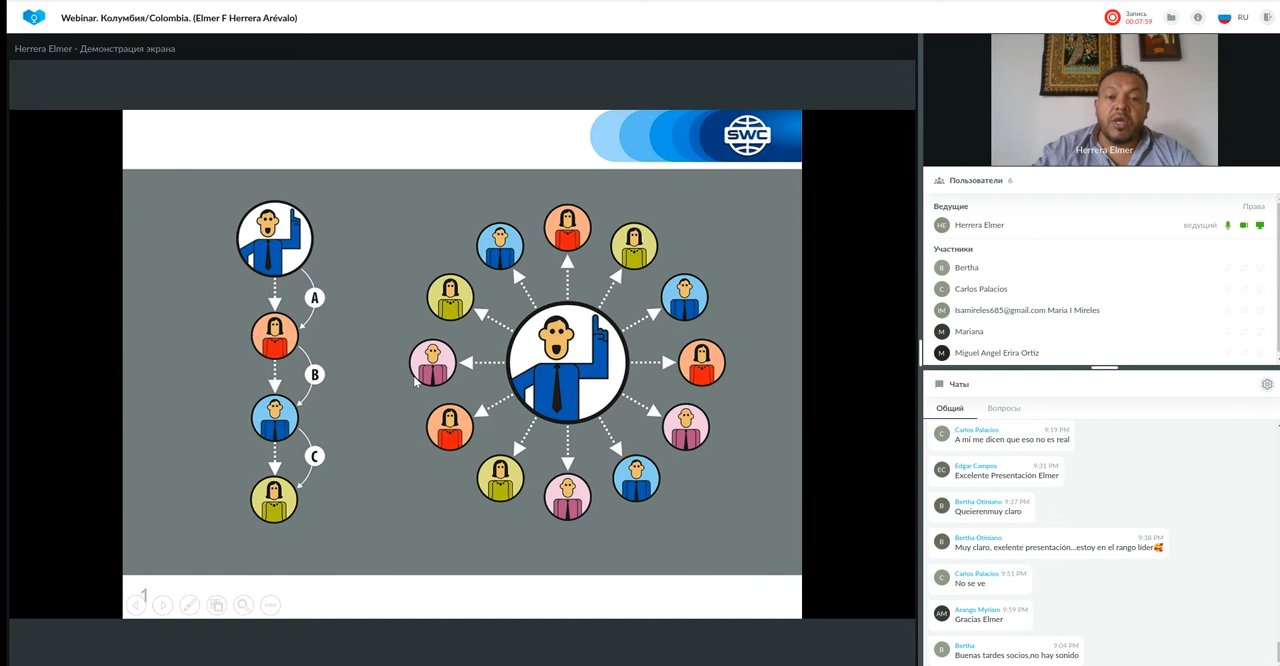 Webinar. Колумбия/Colombia. (Elmer F Herrera Arévalo)
Запись
00:07:59
RU
Herrera Elmer - Демонстрация экрана
SWC
A
B
C
1
Herrera Elmer
Пользователи 6
Ведущие Права
HE Herrera Elmer ведущий
Участники
B Bertha
C Carlos Palacios
IM Isamireles685@gmail.com Maria I Mireles
M Mariana
M Miguel Angel Erira Ortiz
Чаты
Общий Вопросы
C Carlos Palacios 9:19 PM
A mi me dicen que eso no es real
EC Edgar Campos 9:31 PM
Excelente Presentación Elmer
B Bertha Otiniano 9:37 PM
Queierenmuy claro
B Bertha Otiniano 9:38 PM
Muy claro, exelente presentación...estoy en el rango líder🥰
C Carlos Palacios 9:51 PM
No se ve
AM Arango Myriam 9:59 PM
Gracias Elmer
B Bertha 9:04 PM
Buenas tardes socios,no hay sonido